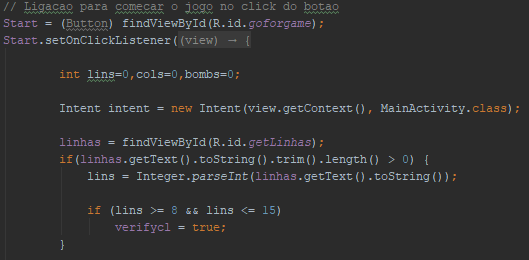 // Ligacao para comecar o jogo no click do botao
Start = (Button) findViewById(R.id.goforgame);
Start.setOnClickListener((view) → {
int lins=0,cols=0,bombs=0;
Intent intent = new Intent(view.getContext(), MainActivity.class);
linhas = findViewById(R.id.getLinhas);
if(linhas.getText().toString().trim().length() > 0) {
lins = Integer.parseInt(linhas.getText().toString());
if (lins >= 8 && lins <= 15)
verifycl = true;
}